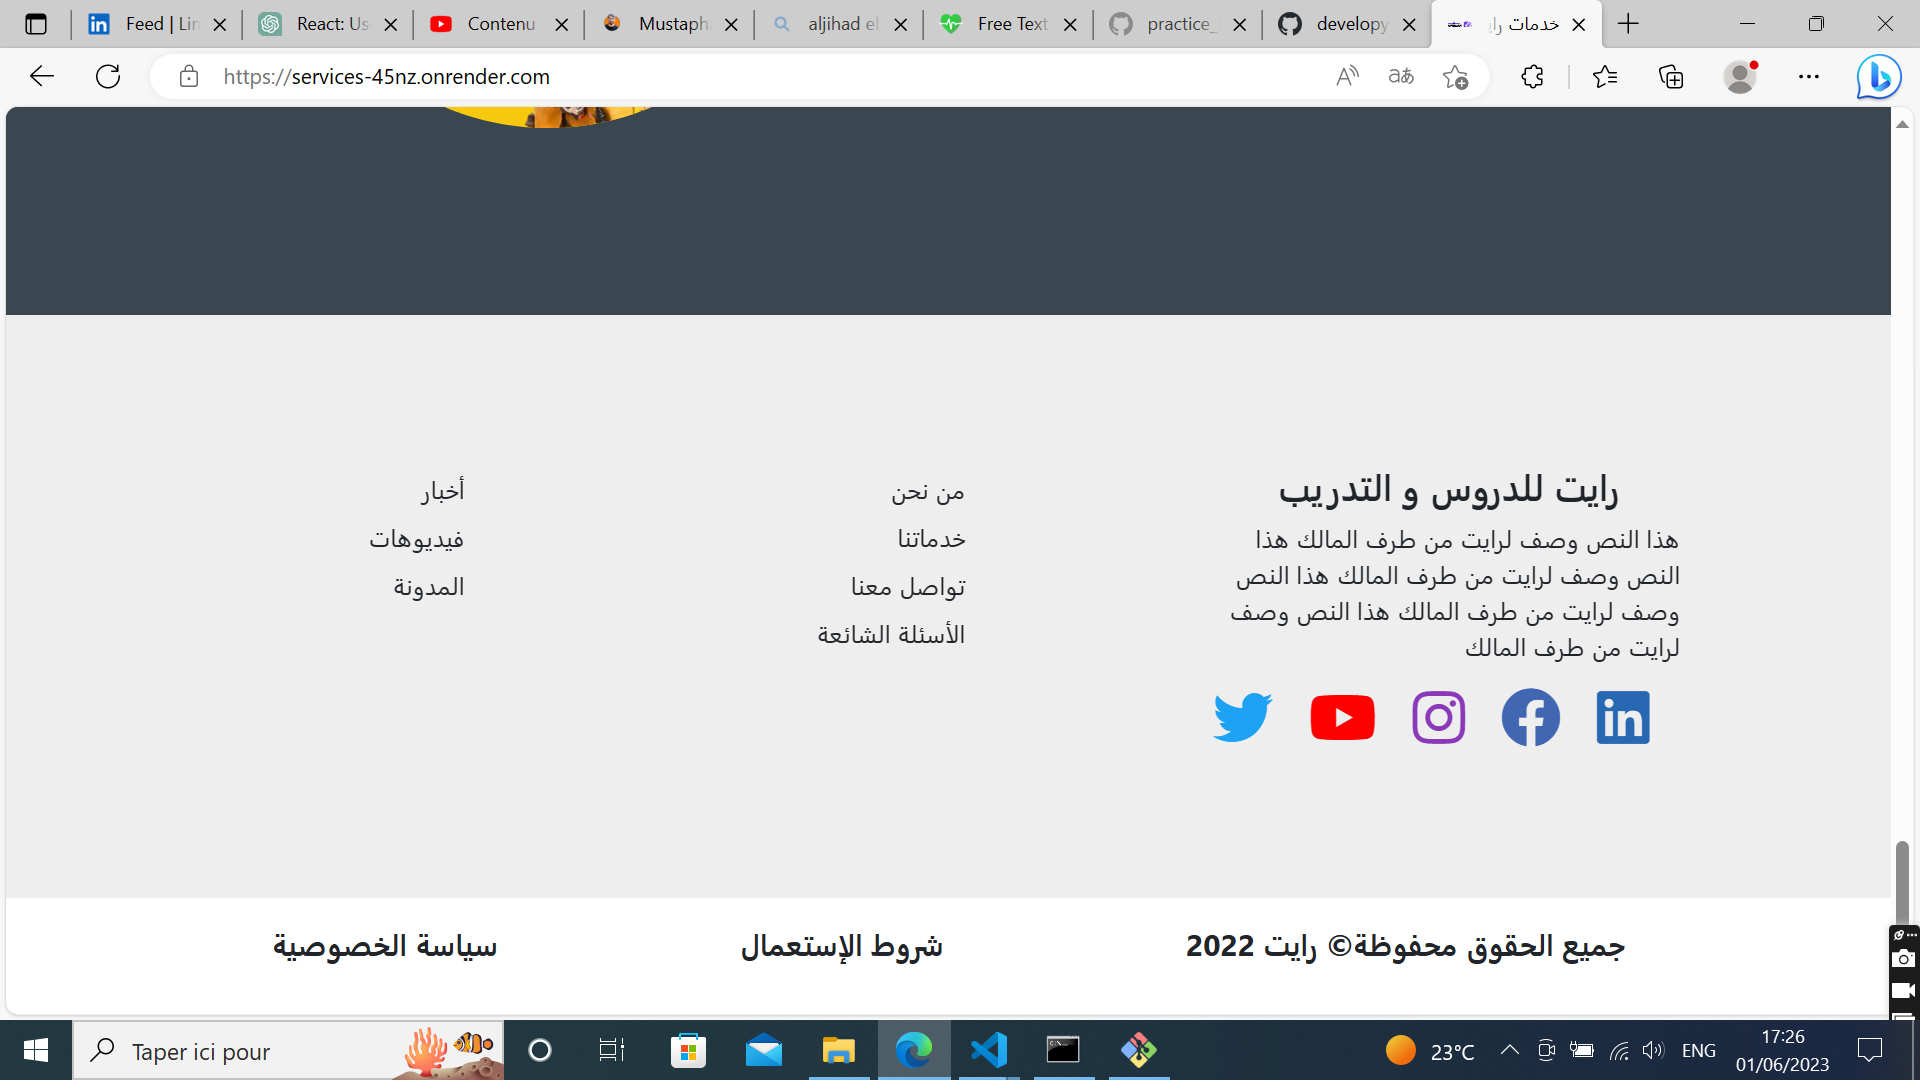 Feed | Lin
React: Us
Contenu
Mustaph
aljihad el
Free Text
practice_
developy
خدمات راي
https://services-45nz.onrender.com
رايت للدروس و التدريب
هذا النص وصف لرايت من طرف المالك هذا
النص وصف لرايت من طرف المالك هذا النص
وصف لرايت من طرف المالك هذا النص وصف
لرايت من طرف المالك
من نحن
خدماتنا
تواصل معنا
الأسئلة الشائعة
أخبار
فيديوهات
المدونة
جميع الحقوق محفوظة© رايت 2022
شروط الإستعمال
سياسة الخصوصية
Taper ici pour
23°C
ENG
17:26
01/06/2023